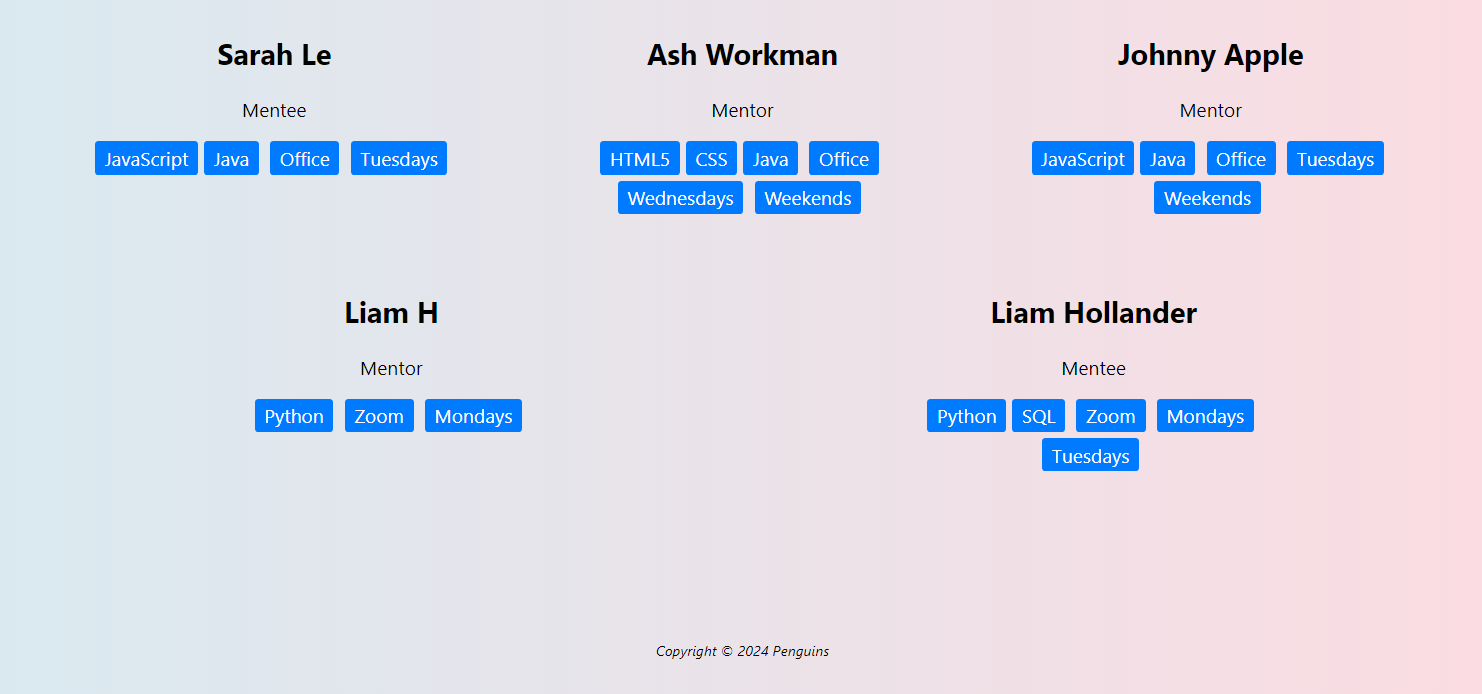 Sarah Le
Mentee
JavaScript Java Office Tuesdays
Ash Workman
Mentor
HTML5 CSS Java Office
Wednesdays Weekends
Johnny Apple
Mentor
JavaScript Java Office Tuesdays
Weekends
Liam H
Mentor
Python Zoom Mondays
Liam Hollander
Mentee
Python SQL Zoom Mondays
Tuesdays
Copyright © 2024 Penguins